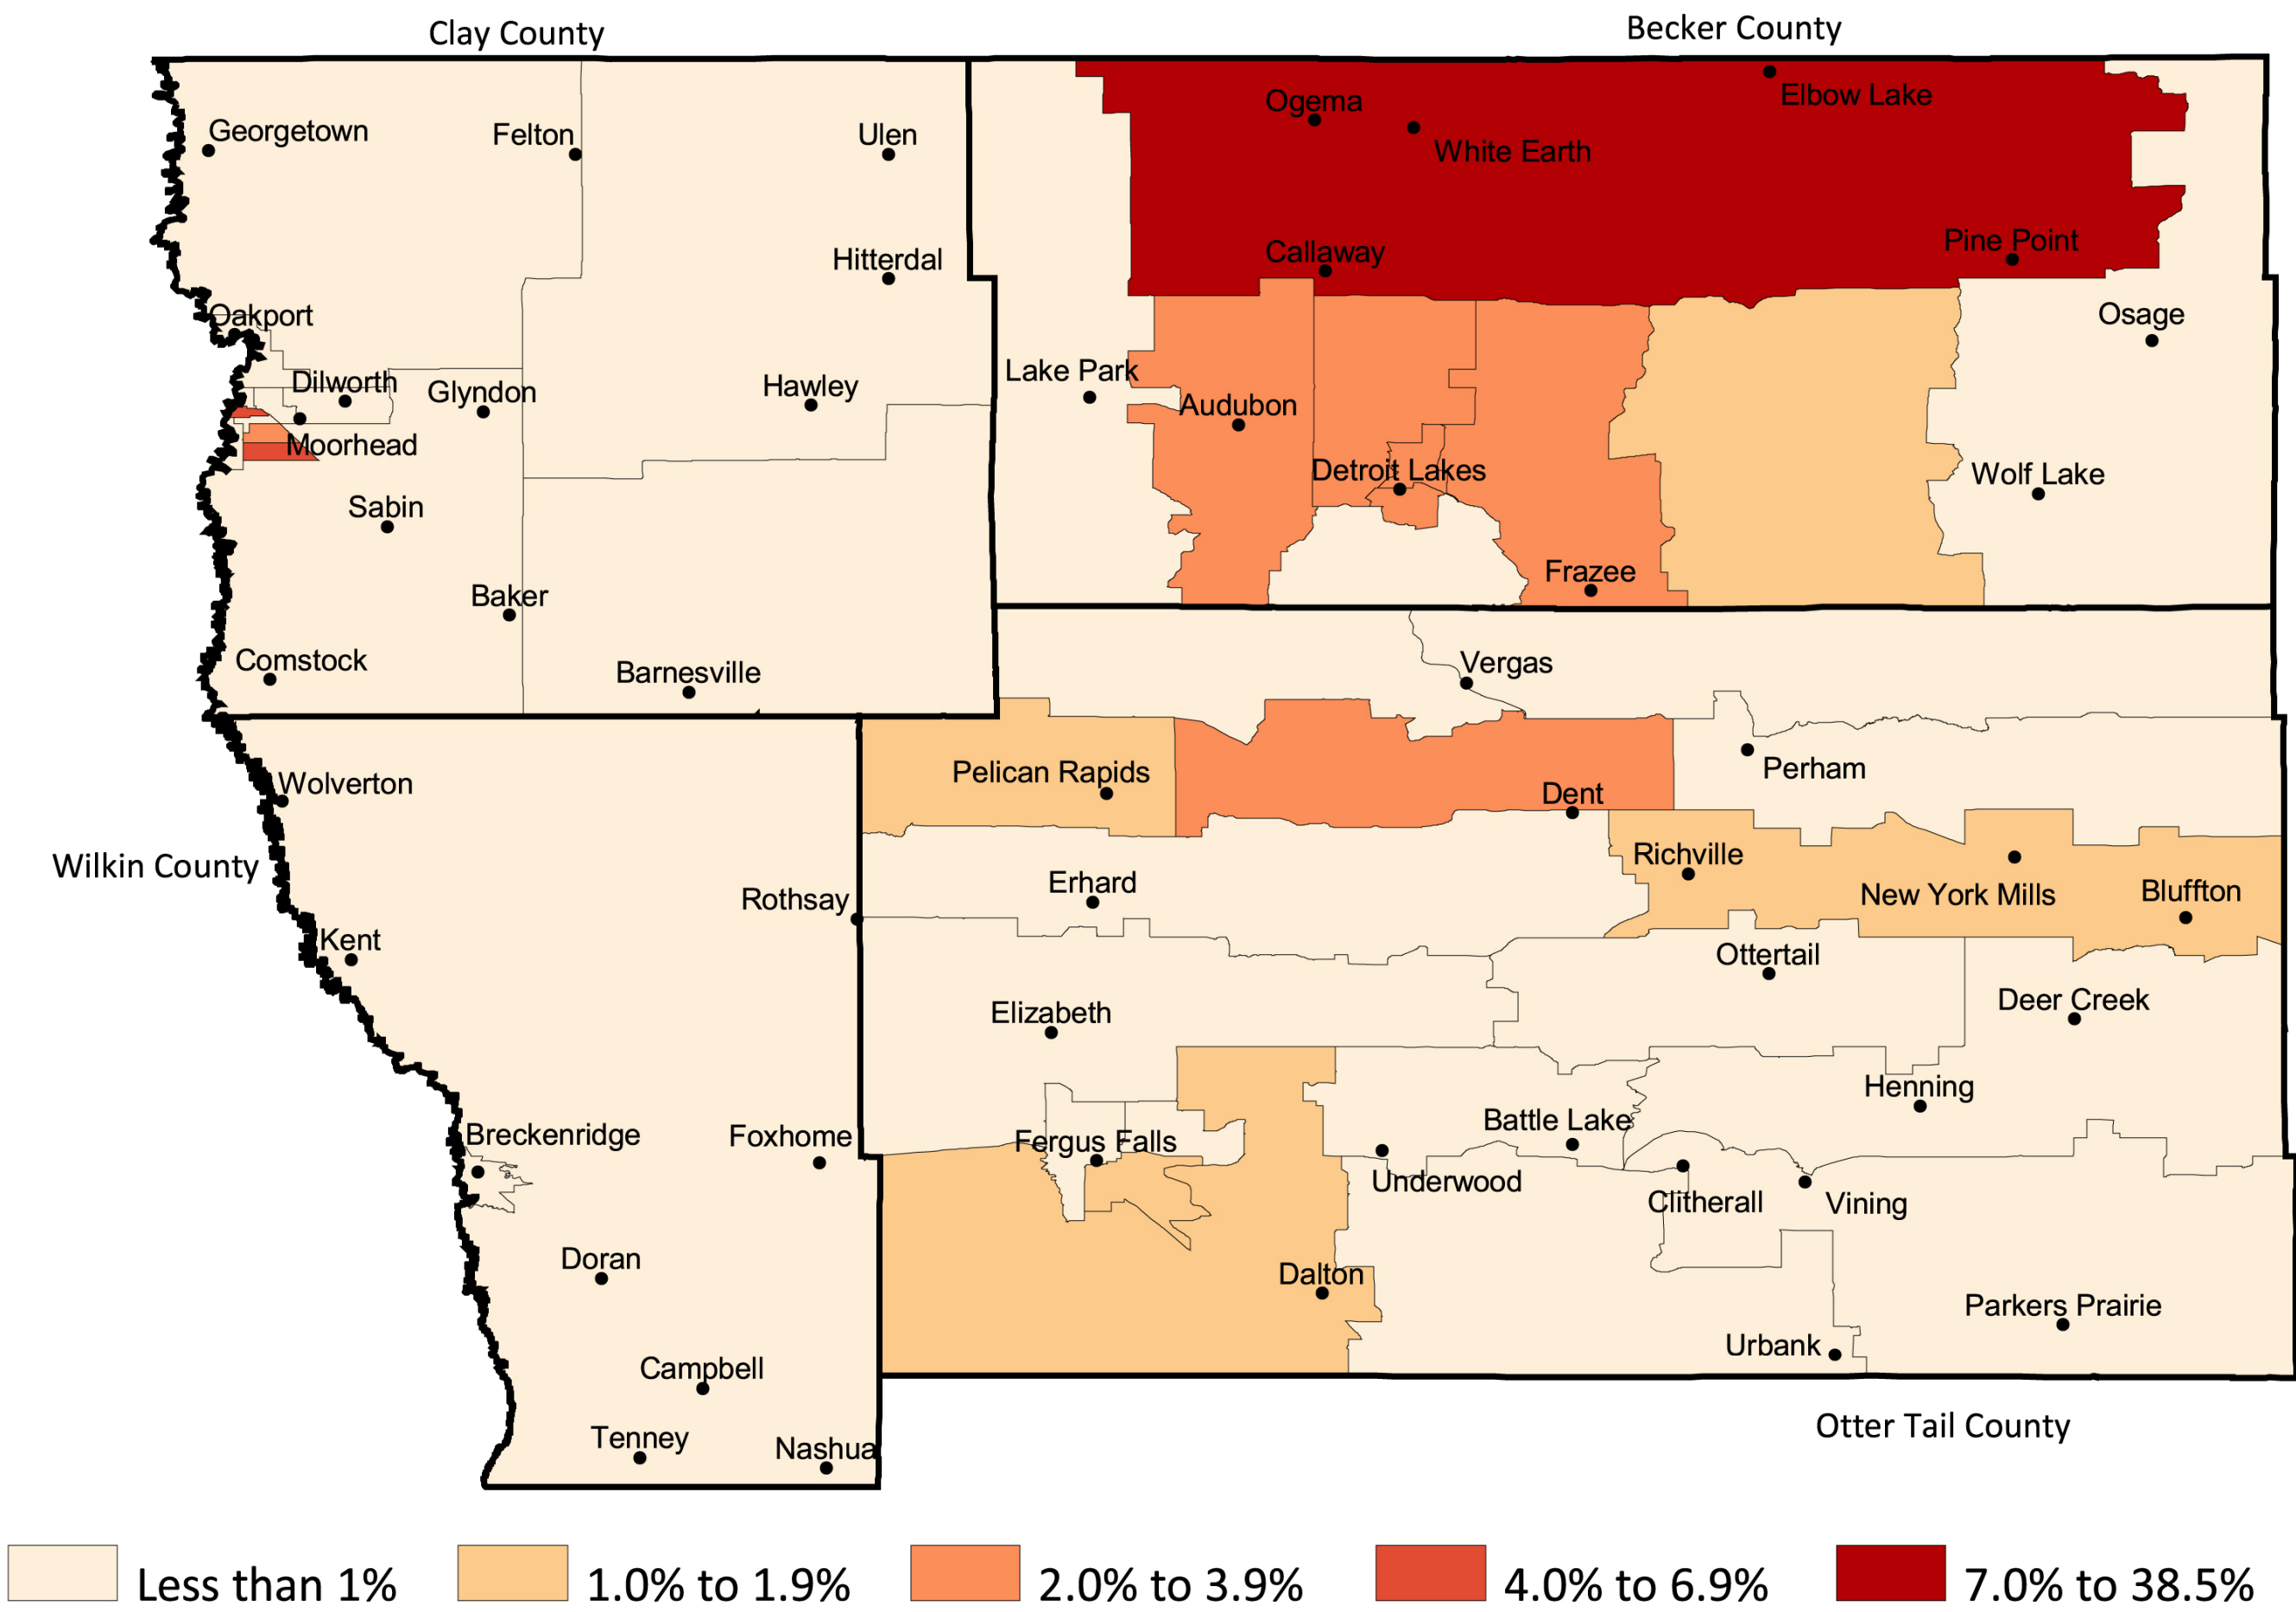 Clay County
Becker County
Georgetown
Felton
Ulen
Ogema
White Earth
Elbow Lake
Hitterdal
Callaway
Pine Point
Oakport
Osage
Dilworth
Glyndon
Hawley
Lake Park
Audubon
Moorhead
Detroit Lakes
Wolf Lake
Sabin
Baker
Frazee
Comstock
Barnesville
Vergas
Wolverton
Pelican Rapids
Dent
Perham
Wilkin County
Rothsay
Erhard
Richville
New York Mills
Bluffton
Kent
Ottertail
Elizabeth
Deer Creek
Henning
Breckenridge
Foxhome
Fergus Falls
Battle Lake
Underwood
Clitherall
Vining
Doran
Dalton
Parkers Prairie
Urbank
Campbell
Tenney
Nashua
Otter Tail County
Less than 1%
1.0% to 1.9%
2.0% to 3.9%
4.0% to 6.9%
7.0% to 38.5%